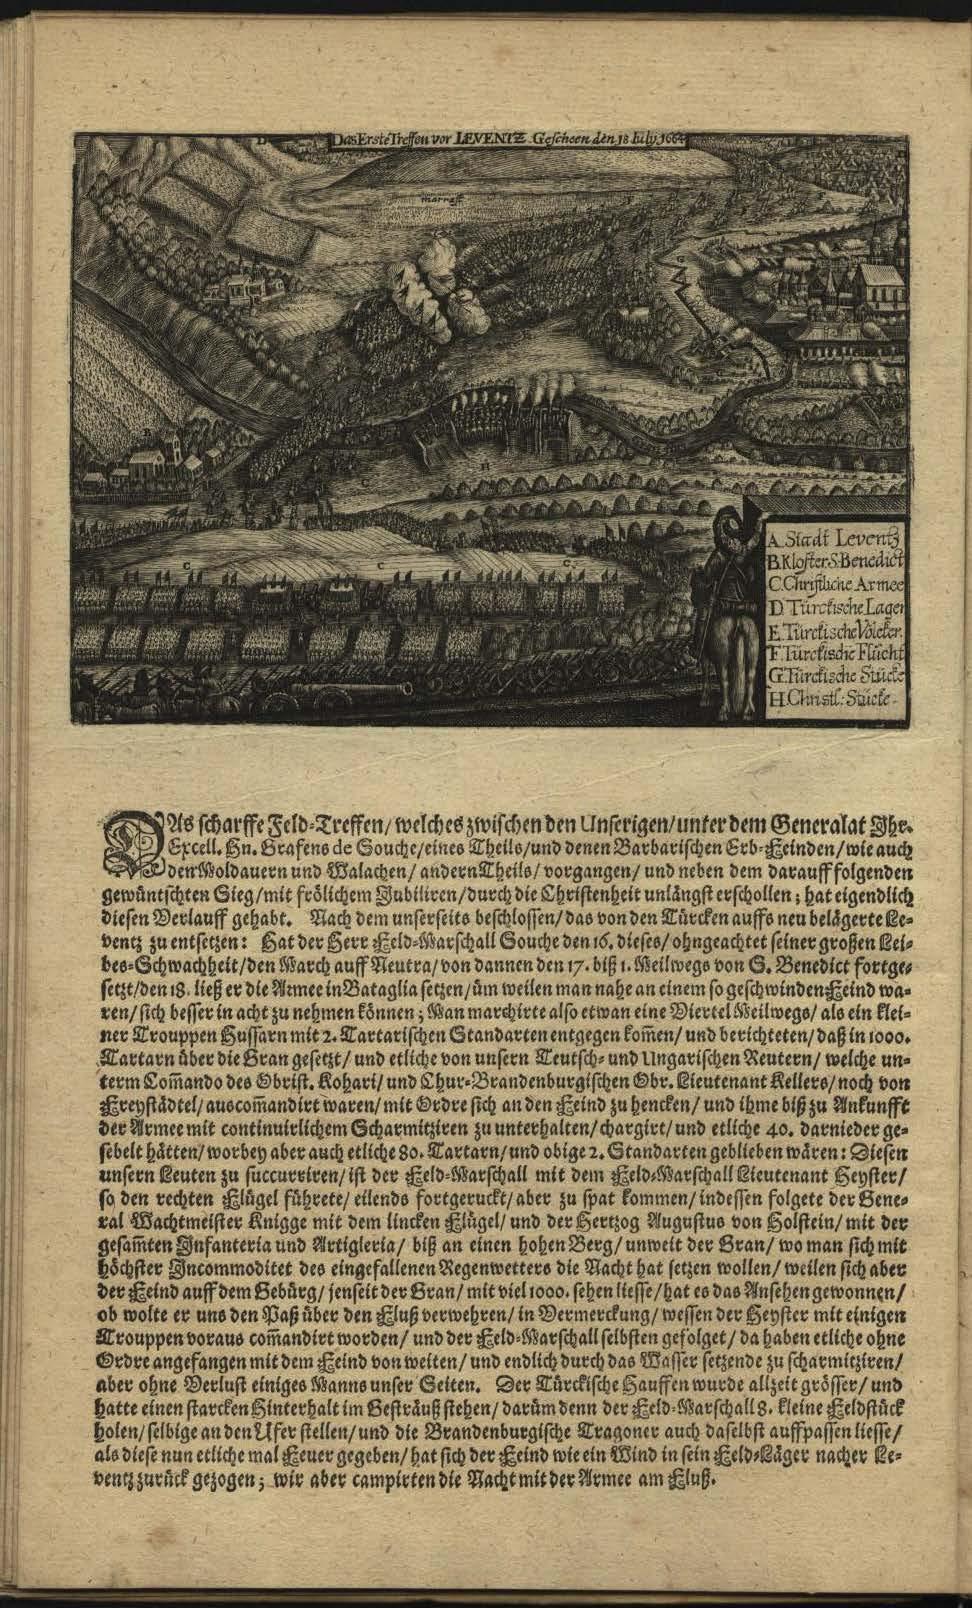 Das Erste Treffen vor LEVENTZ. Gescheen den 18 Iuly. 1664
D
marrast
A
G
B
H
C
C
C
C
A. Stadt Leventz
B. Kloster S. Benedict
C. Christliche Armee
D Türckische Lager
E. Türckische Völcker.
F. Türckische Flücht
G. Türckische Stücke
H. Christl: Stücke.
DAs scharffe Feld-Treffen/ welches zwischen den Unserigen/ unter dem Generalat Ihr.
Excell. Hn. Grafens de Souche/ eines Theils/ und denen Barbarischen Erb-Feinden/ wie auch
den Moldauern und Walachen/ andern Theils/ vorgangen/ und neben dem darauff folgenden
gewüntschten Sieg/ mit frölichem Jubiliren/ durch die Christenheit unlängst erschollen; hat eigendlich
diesen Verlauff gehabt. Nach dem unserseits beschlossen/ das von den Türcken auffs neu belägerte Le-
ventz zu entsetzen: Hat der Herr Feld-Marschall Souche den 16. dieses/ ohngeachtet seiner großen Lei-
bes-Schwachheit/ den March auff Neutra/ von dannen den 17. biß 1. Meilwegs von S. Benedict fortge-
setzt/ den 18. ließ er die Armee in Bataglia setzen/ üm weilen man nahe an einem so geschwinden Feind wa-
ren/ sich besser in acht zu nehmen können; Man marchirte also etwan eine Viertel Meilwegs/ als ein klei-
ner Trouppen Hussarn mit 2. Tartarischen Standarten entgegen kom̄en/ und berichteten/ daß in 1000.
Tartarn über die Gran gesetzt/ und etliche von unsern Teutsch- und Ungarischen Reutern/ welche un-
term Com̄ando des Obrist. Kohari/ und Chur-Brandenburgischen Obr. Lieutenant Kellers/ noch von
Freystädtel/ auscom̄andirt waren/ mit Ordre sich an den Feind zu hencken/ und ihme biß zu Ankunfft
der Armee mit continuirlichem Scharmitziren zu unterhalten/ chargirt/ und etliche 40. darnieder ge-
sebelt hätten/ worbey aber auch etliche 80. Tartarn/ und obige 2. Standarten geblieben wären: Diesen
unsern Leuten zu succurriren/ ist der Feld-Marschall mit dem Feld-Marschall Lieutenant Heyster/
so den rechten Flügel führete/ eilends fortgeruckt/ aber zu spat kommen/ indessen folgete der Gene-
ral Wachtmeister Knigge mit dem lincken Flügel/ und der Hertzog Augustus von Holstein/ mit der
gesam̄ten Infanteria und Artigleria/ biß an einen hohen Berg/ unweit der Gran/ wo man sich mit
höchster Incommoditet des eingefallenen Regenwetters die Nacht hat setzen wollen/ weilen sich aber
der Feind auff dem Gebürg/ jenseit der Gran/ mit viel 1000. sehen liesse/ hat es das Ansehen gewonnen/
ob wolte er uns den Paß über den Fluß verwehren/ in Vermerckung/ wessen der Heyster mit einigen
Trouppen voraus com̄andirt worden/ und der Feld-Marschall selbsten gefolget/ da haben etliche ohne
Ordre angefangen mit dem Feind von weiten/ und endlich durch das Wasser setzende zu scharmitziren/
aber ohne Verlust einiges Manns unser Seiten. Der Türckische Hauffen wurde allzeit grösser/ und
hatte einen starcken Hinterhalt im Gesträuß stehen/ darüm denn der Feld-Marschall 8. kleine Feldstück
holen/ selbige an den Ufer stellen/ und die Brandenburgische Tragoner auch daselbst auffpassen liesse/
als diese nun etliche mal Feuer gegeben/ hat sich der Feind wie ein Wind in sein Feld-Läger nacher Le-
ventz zurück gezogen; wir aber campirten die Nacht mit der Armee am Fluß.